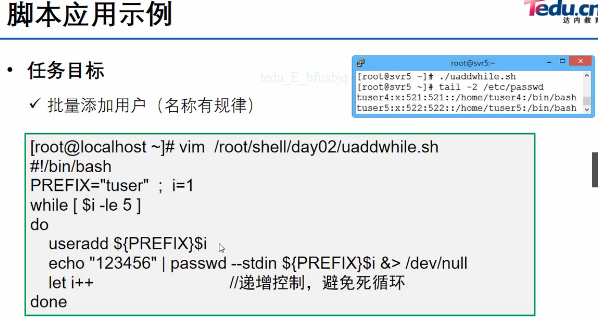 脚本应用示例
Tedu.cn
达内教育
• 任务目标
✓ 批量添加用户（名称有规律）
tedu_E_bfusbjq
root@svr5:~
[root@svr5 ~]# ./uaddwhile.sh
[root@svr5 ~]# tail -2 /etc/passwd
tuser4:x:521:521::/home/tuser4:/bin/bash
tuser5:x:522:522::/home/tuser5:/bin/bash
[root@localhost ~]# vim /root/shell/day02/uaddwhile.sh
#!/bin/bash
PREFIX="tuser" ; i=1
while [ $i -le 5 ]
do
useradd ${PREFIX}$i
echo "123456" | passwd --stdin ${PREFIX}$i &> /dev/null
let i++ //递增控制，避免死循环
done